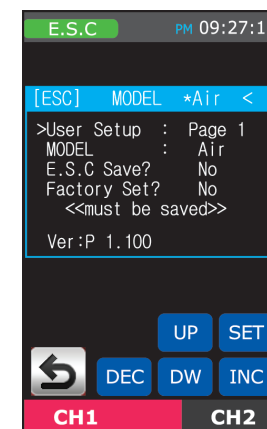 E.S.C PM 09:27:1
[ESC] MODEL *Air <
>User Setup : Page 1
MODEL : Air
E.S.C Save? No
Factory Set? No
<<must be saved>>
Ver:P 1.100
UP SET
DEC DW INC
CH1 CH2